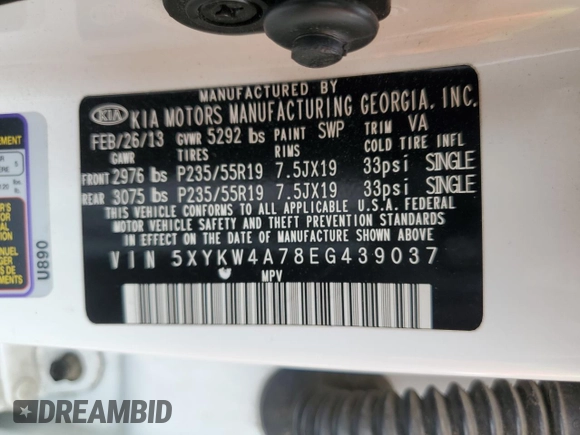 MANUFACTURED BY
KIA KIA MOTORS MANUFACTURING GEORGIA, INC.
FEB/26/13 GVWR 5292 lbs PAINT SWP TRIM VA
GAWR TIRES RIMS COLD TIRE INFL
FRONT 2976 lbs P235/55R19 7.5JX19 33psi SINGLE
REAR 3075 lbs P235/55R19 7.5JX19 33psi SINGLE
THIS VEHICLE CONFORMS TO ALL APPLICABLE U.S.A. FEDERAL
MOTOR VEHICLE SAFETY AND THEFT PREVENTION STANDARDS
IN EFFECT ON THE DATE OF MANUFACTURE SHOWN ABOVE.
VIN 5XYKW4A78EG439037
MPV
U890
DREAMBID